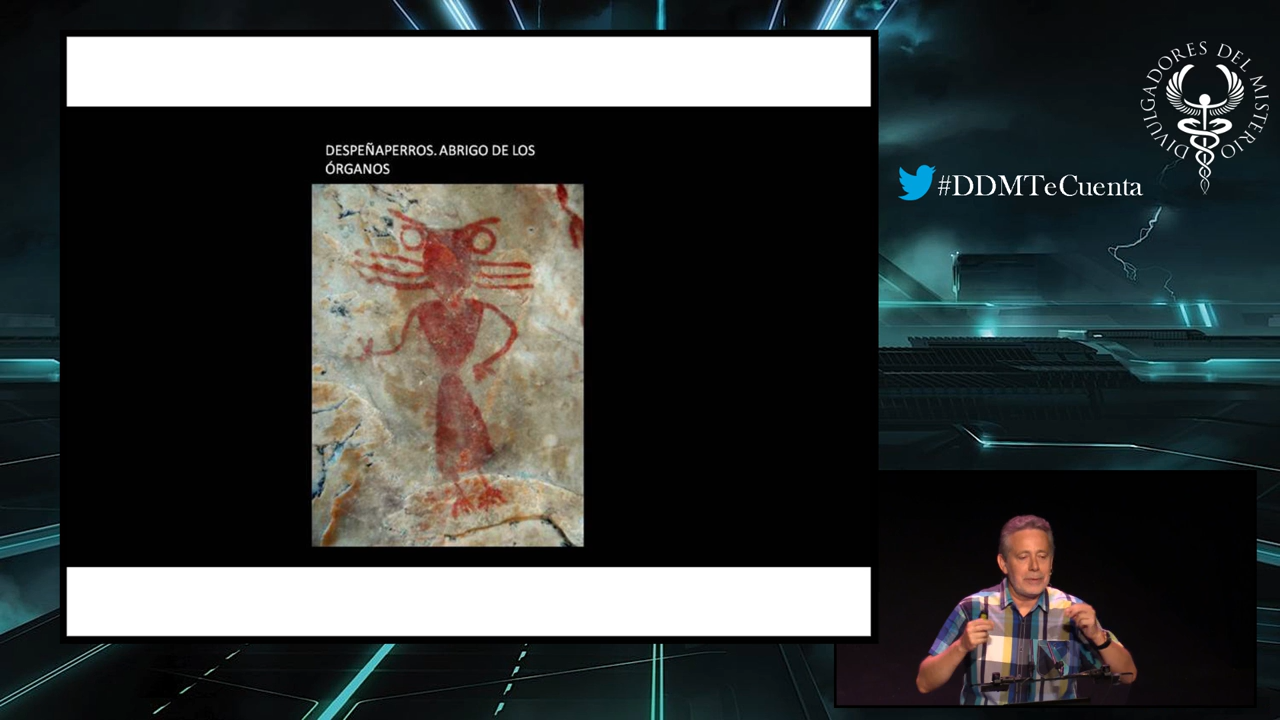 DESPEÑAPERROS. ABRIGO DE LOS
ÓRGANOS
DIVULGADORES DEL MISTERIO
#DDMTeCuenta